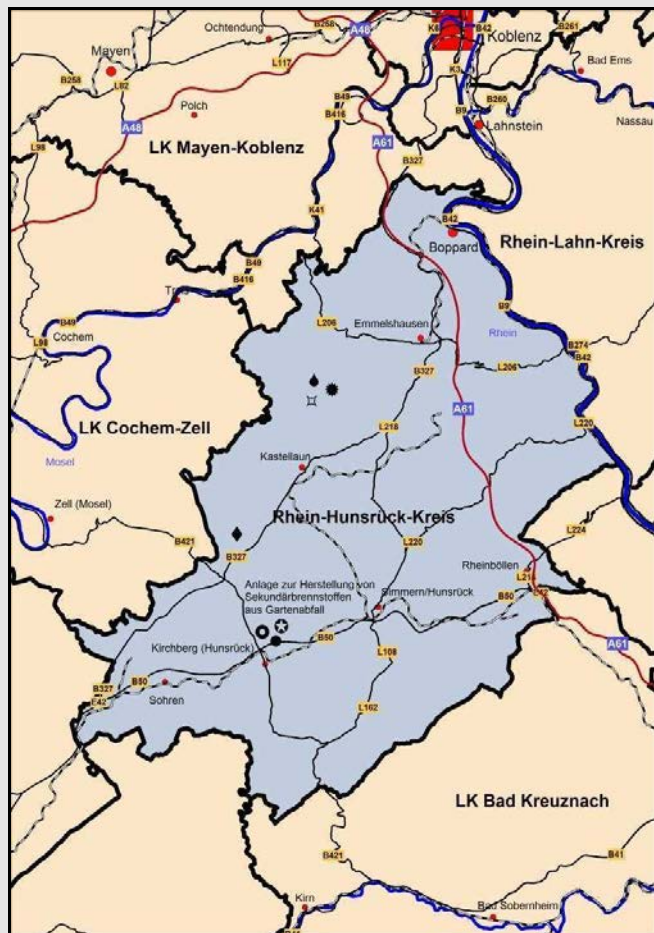 B258
A48
K8
B42
Koblenz
B261
Ochtendung
Mayen
L117
K3
Bad Ems
B258
L82
B49
B260
Polch
B416
B9
Nassau
A48
Lahnstein
A61
L98
LK Mayen-Koblenz
B327
K41
B42
Boppard
Rhein-Lahn-Kreis
B49
B416
B9
B49
L206
Emmelshausen
Rhein
L98
Cochem
B274
B42
B327
L206
A61
L218
L220
LK Cochem-Zell
Kastellaun
Mosel
Zell (Mosel)
Rhein-Hunsrück-Kreis
L224
B421
L220
B327
Rheinböllen
Anlage zur Herstellung von
Sekundärbrennstoffen
aus Gartenabfall
B50
Simmern/Hunsrück
B50
Kirchberg (Hunsrück)
A61
L108
B327
E42
B50
Sohren
L162
LK Bad Kreuznach
B421
B41
Kirn
Bad Sobernheim